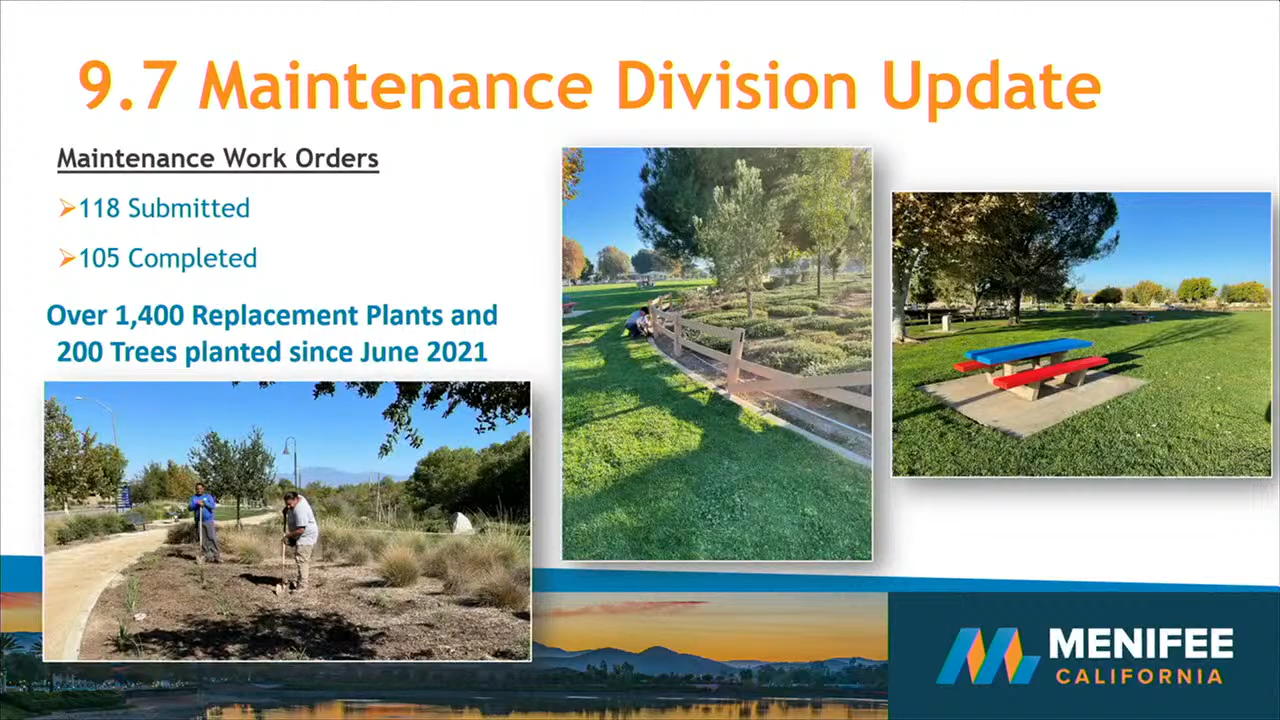 9.7 Maintenance Division Update
Maintenance Work Orders
118 Submitted
105 Completed
Over 1,400 Replacement Plants and
200 Trees planted since June 2021
MENIFEE
CALIFORNIA